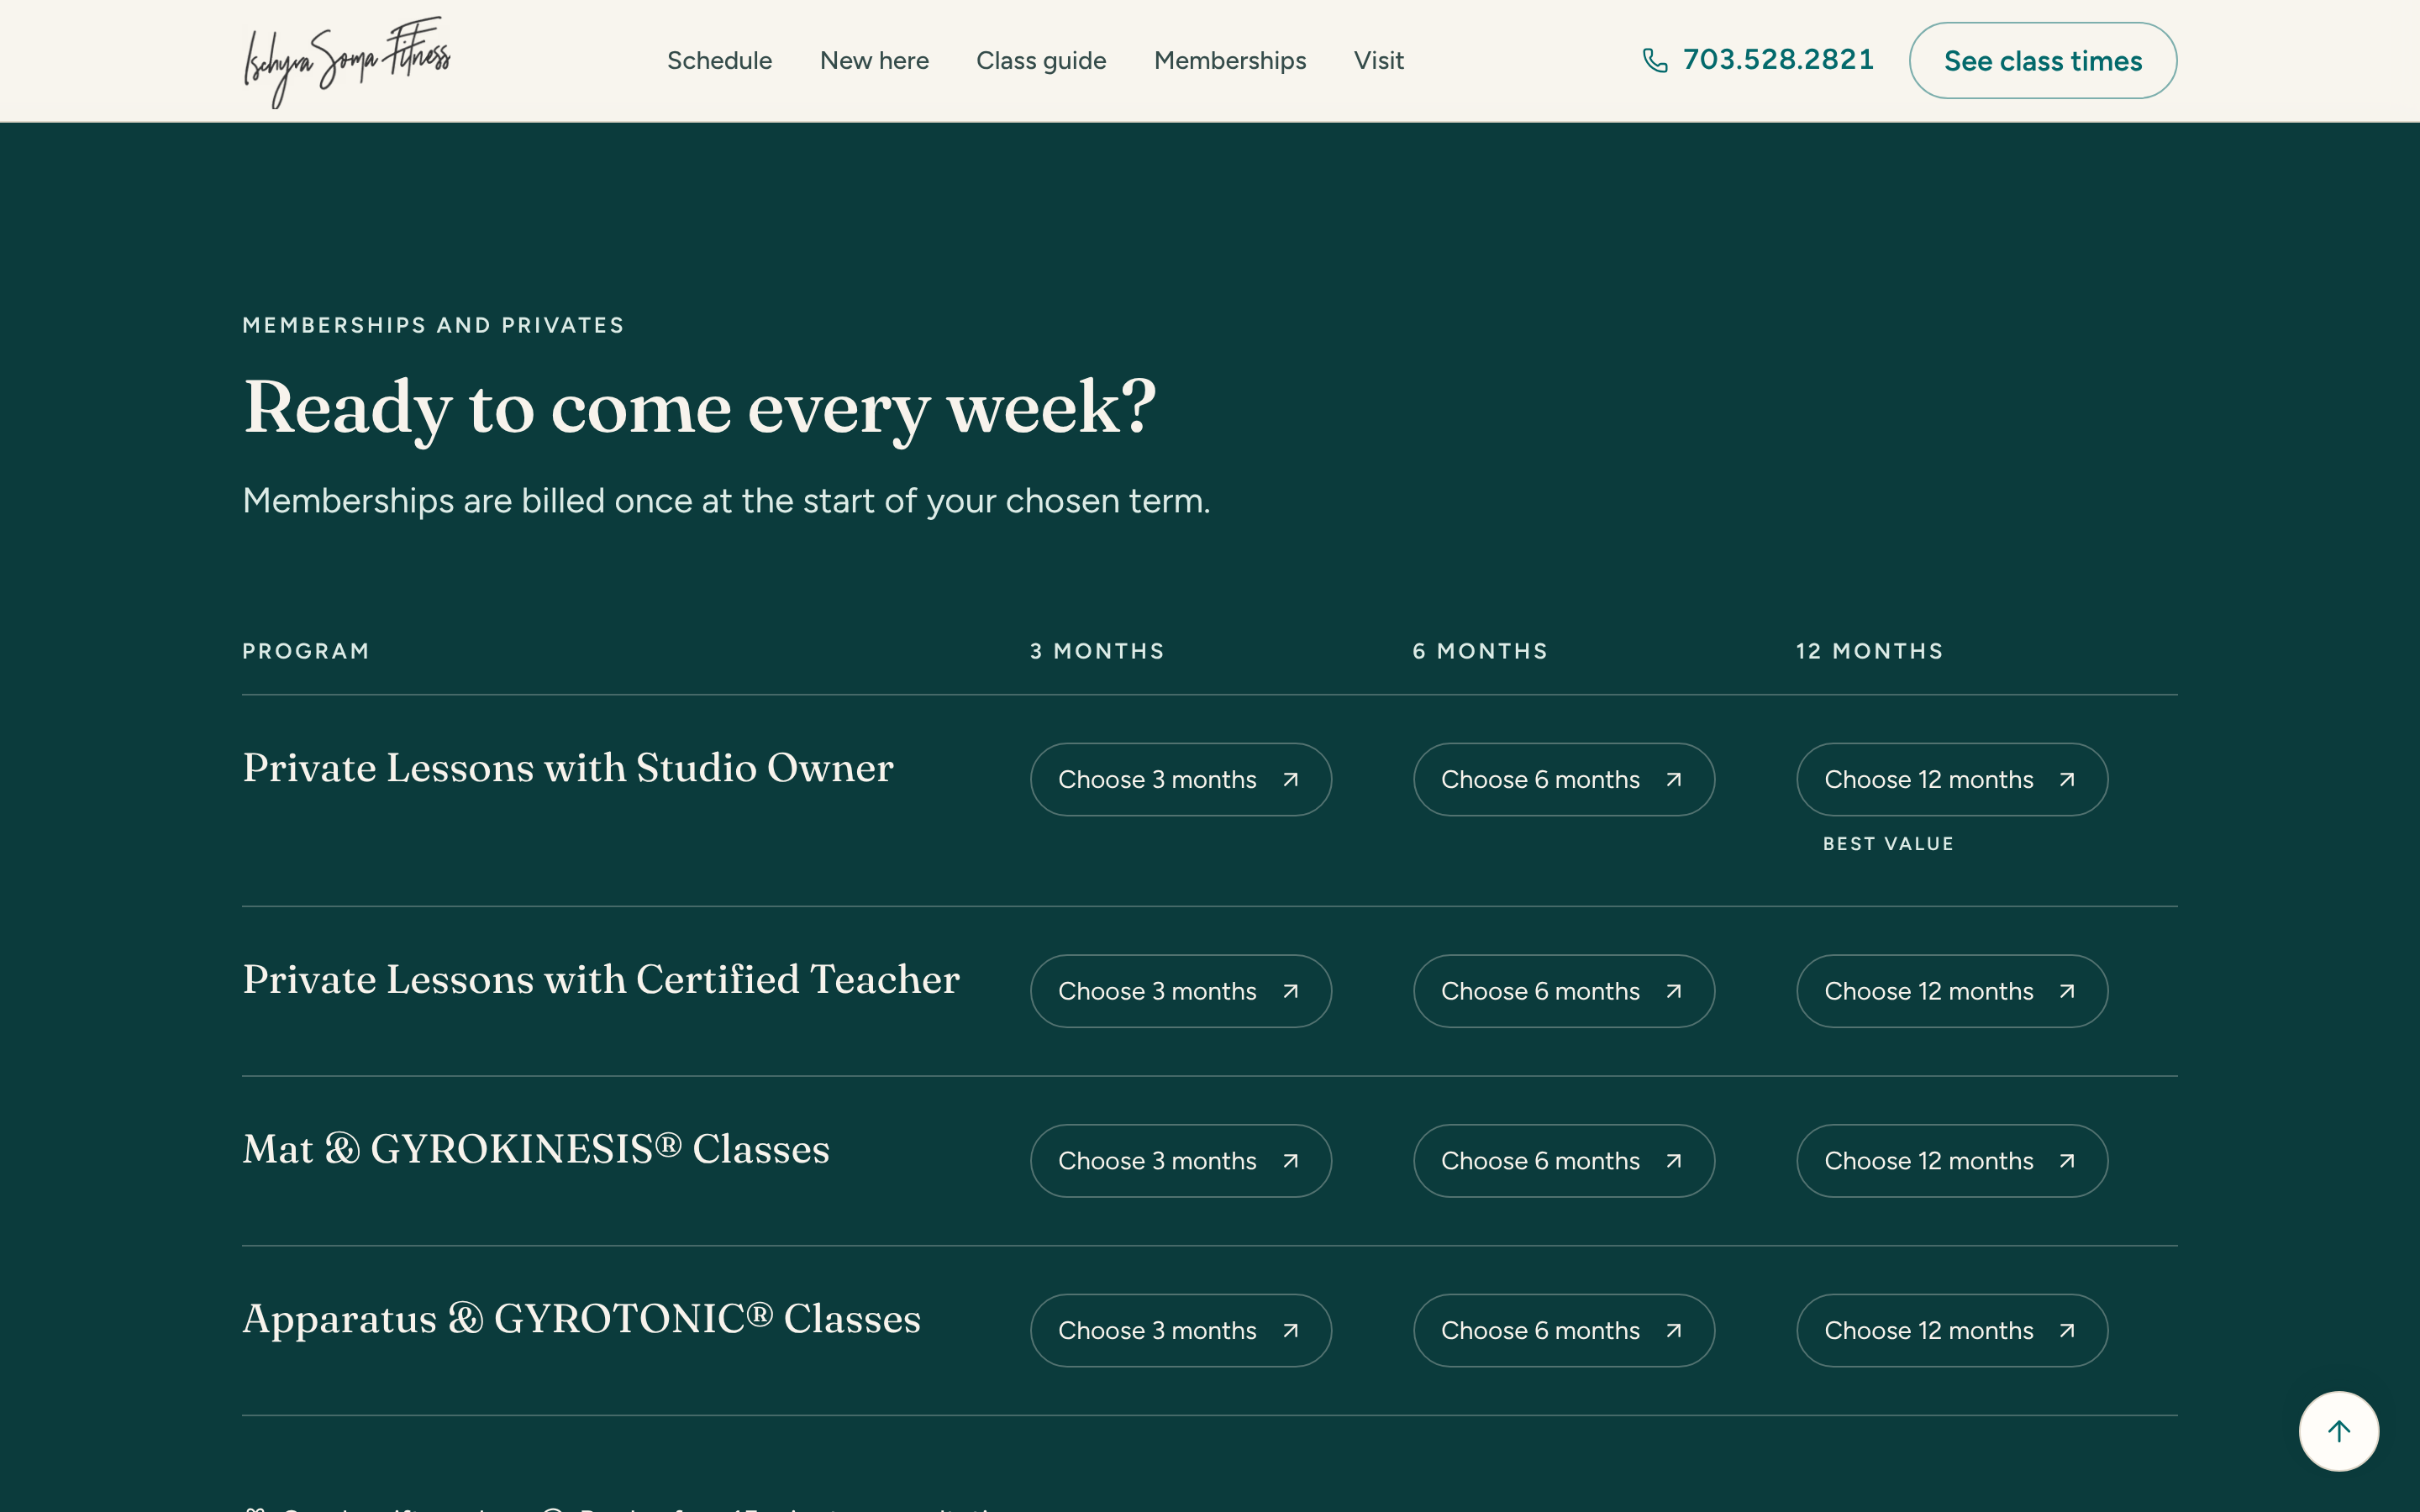 Ischyra Soma Fitness
Schedule New here Class guide Memberships Visit
703.528.2821
See class times
MEMBERSHIPS AND PRIVATES
Ready to come every week?
Memberships are billed once at the start of your chosen term.
PROGRAM 3 MONTHS 6 MONTHS 12 MONTHS
Private Lessons with Studio Owner Choose 3 months Choose 6 months Choose 12 months
BEST VALUE
Private Lessons with Certified Teacher Choose 3 months Choose 6 months Choose 12 months
Mat & GYROKINESIS® Classes Choose 3 months Choose 6 months Choose 12 months
Apparatus & GYROTONIC® Classes Choose 3 months Choose 6 months Choose 12 months